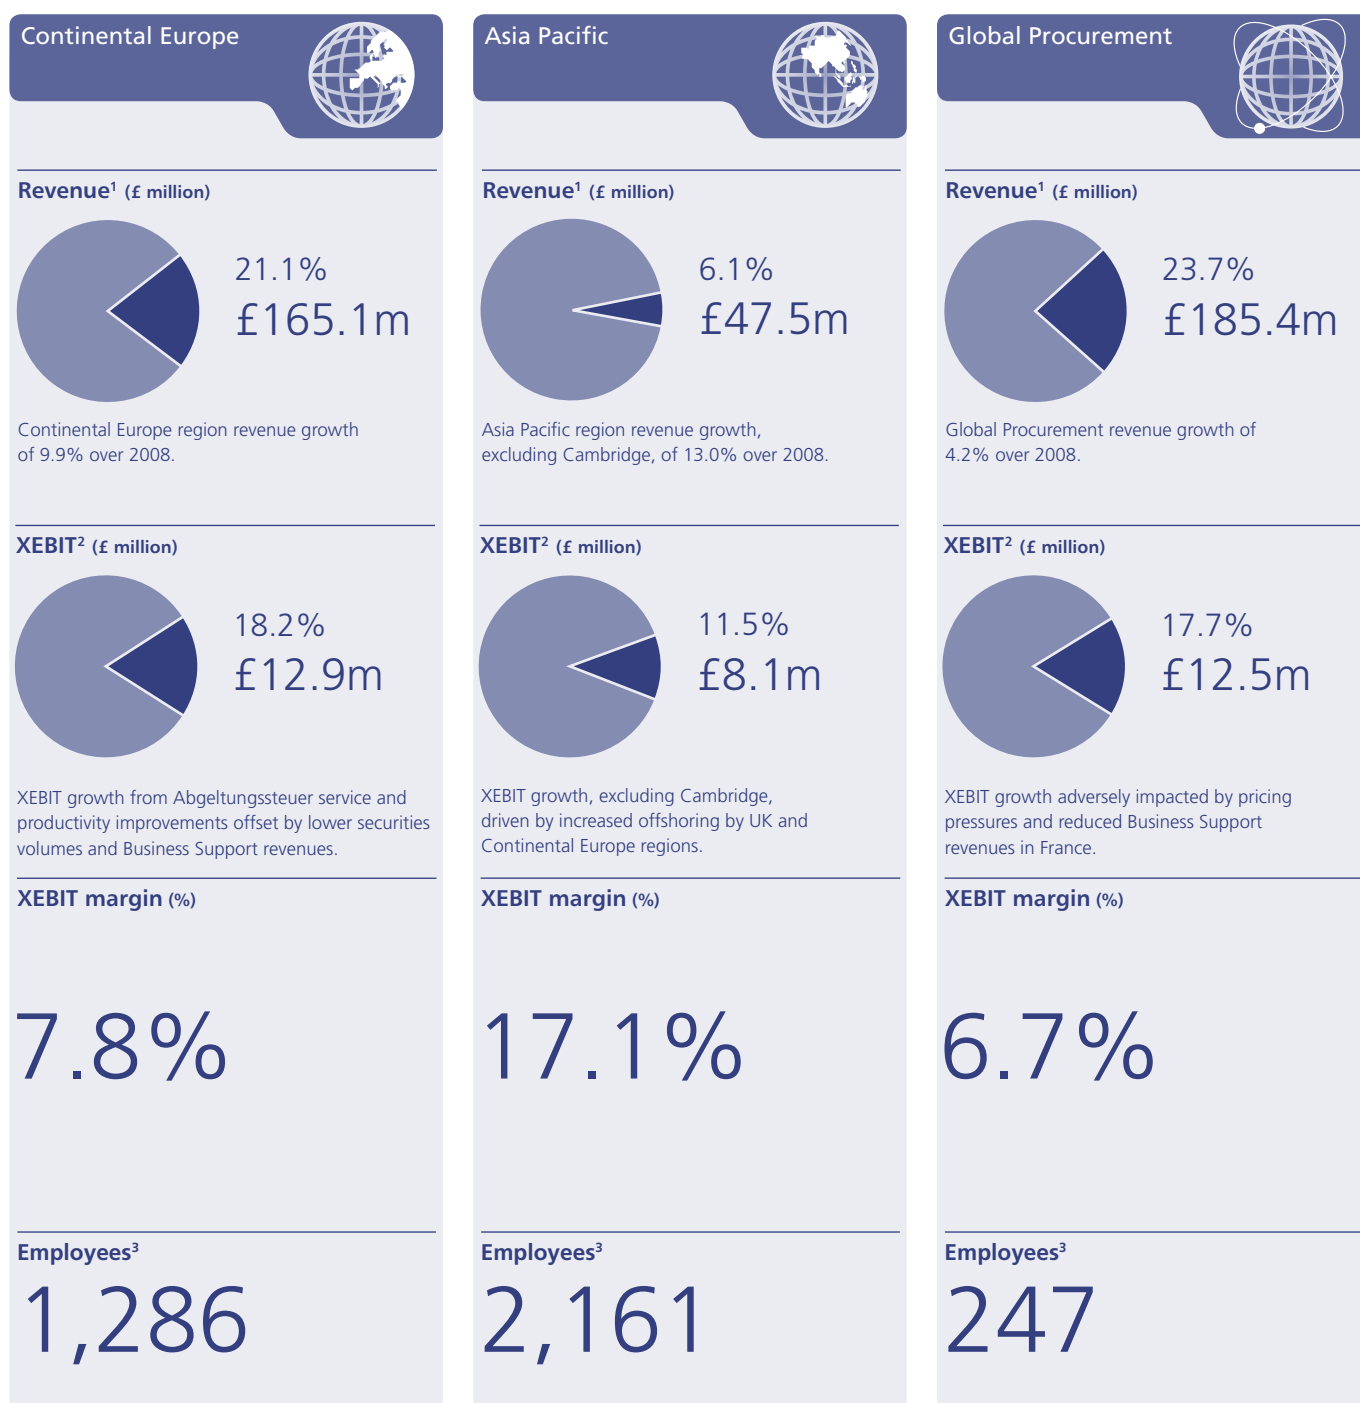 Continental Europe
Revenue¹ (£ million)
21.1%
£165.1m
Continental Europe region revenue growth
of 9.9% over 2008.
XEBIT² (£ million)
18.2%
£12.9m
XEBIT growth from Abgeltungssteuer service and
productivity improvements offset by lower securities
volumes and Business Support revenues.
XEBIT margin (%)
7.8%
Employees³
1,286
Asia Pacific
Revenue¹ (£ million)
6.1%
£47.5m
Asia Pacific region revenue growth,
excluding Cambridge, of 13.0% over 2008.
XEBIT² (£ million)
11.5%
£8.1m
XEBIT growth, excluding Cambridge,
driven by increased offshoring by UK and
Continental Europe regions.
XEBIT margin (%)
17.1%
Employees³
2,161
Global Procurement
Revenue¹ (£ million)
23.7%
£185.4m
Global Procurement revenue growth of
4.2% over 2008.
XEBIT² (£ million)
17.7%
£12.5m
XEBIT growth adversely impacted by pricing
pressures and reduced Business Support
revenues in France.
XEBIT margin (%)
6.7%
Employees³
247